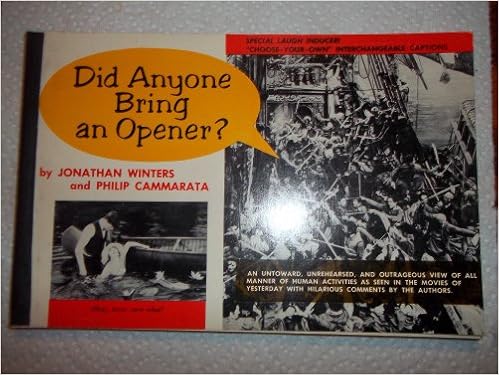 SPECIAL LAUGH INDUCER!
"CHOOSE-YOUR-OWN" INTERCHANGEABLE CAPTIONS
Did Anyone
Bring
an Opener?
by JONATHAN WINTERS
and PHILIP CAMMARATA
AN UNTOWARD, UNREHEARSED, AND OUTRAGEOUS VIEW OF ALL
MANNER OF HUMAN ACTIVITIES AS SEEN IN THE MOVIES OF
YESTERDAY WITH HILARIOUS COMMENTS BY THE AUTHORS.